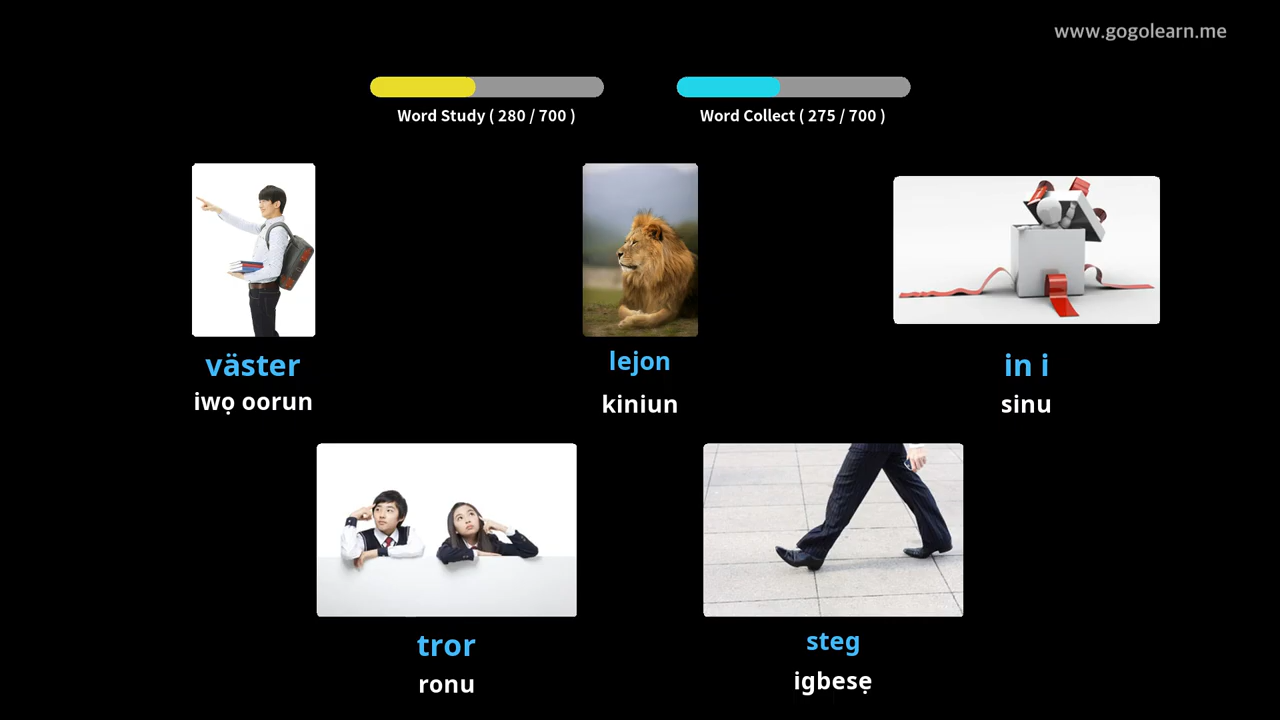 www.gogolearn.me
Word Study ( 280 / 700 )
Word Collect ( 275 / 700 )
väster
iwọ oorun
lejon
kiniun
in i
sinu
tror
ronu
steg
igbesẹ